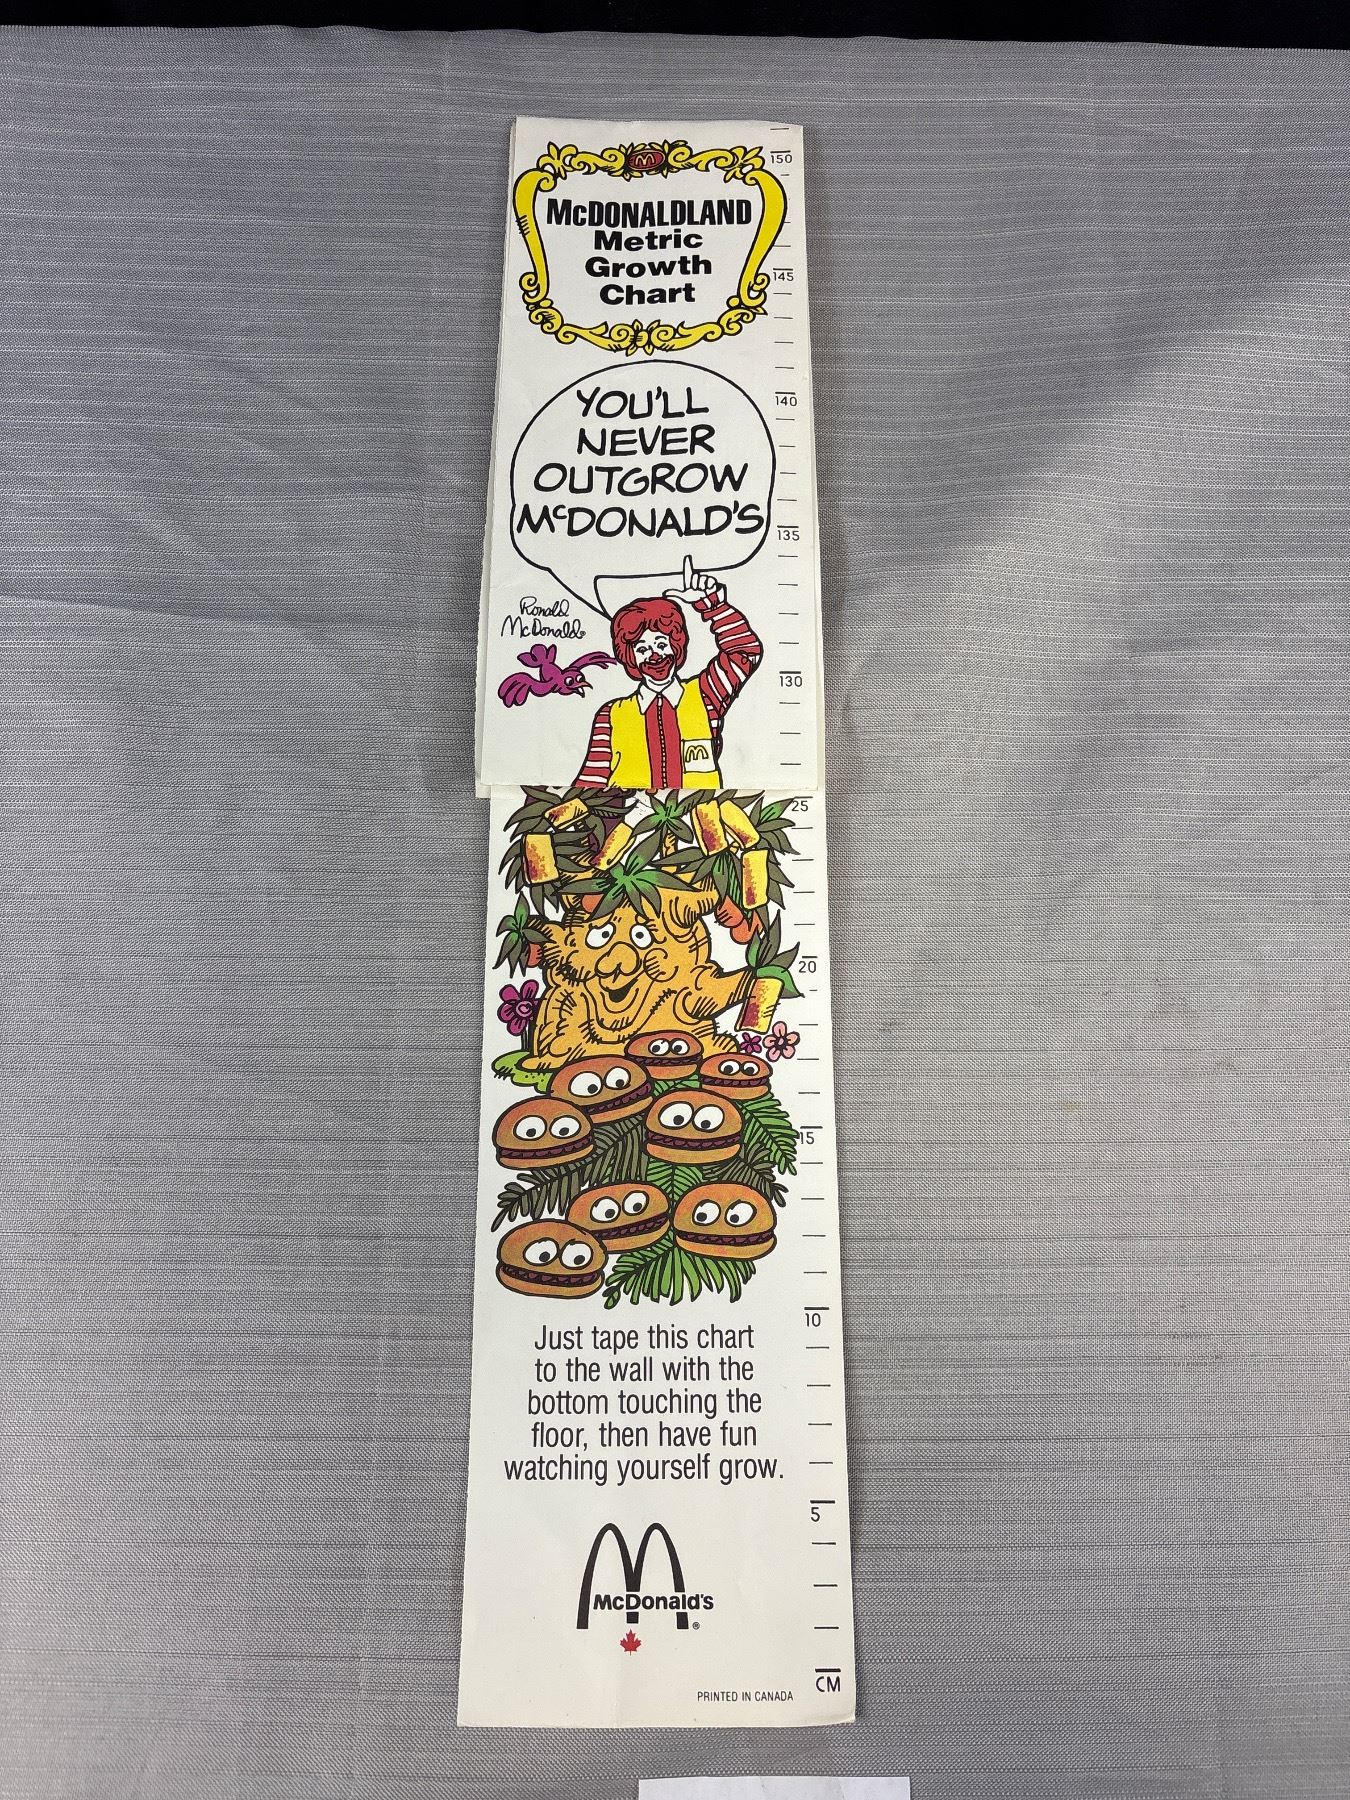 150
McDONALDLAND
Metric
Growth
Chart
145
YOU'LL
NEVER
OUTGROW
McDONALD'S
140
135
Ronald
McDonald®
130
25
20
15
10
Just tape this chart
to the wall with the
bottom touching the
floor, then have fun
watching yourself grow.
5
McDonald's
®
CM
PRINTED IN CANADA